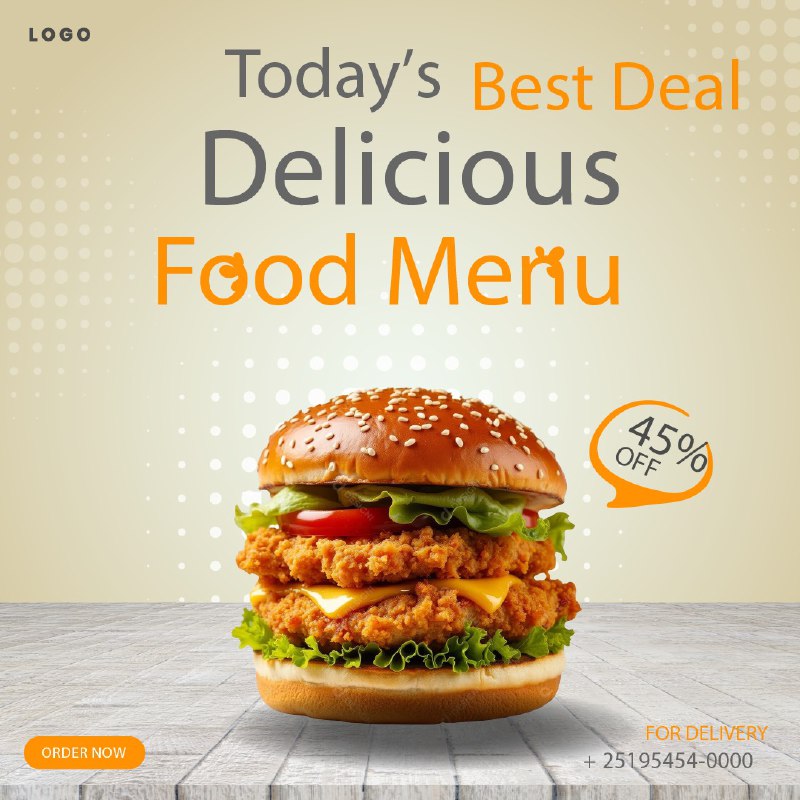 LOGO
Today's Best Deal
Delicious
Food Menu
45%
OFF
ORDER NOW
FOR DELIVERY
+ 25195454-0000